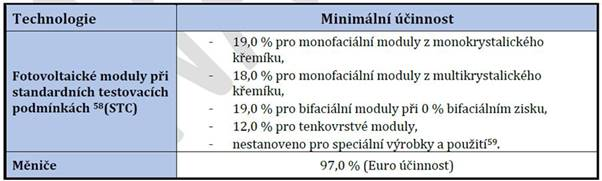 Technologie
Minimální účinnost
Fotovoltaické moduly při
standardních testovacích
podmínkách 58(STC)
- 19,0 % pro monofaciální moduly z monokrystalického
křemíku,
- 18,0 % pro monofaciální moduly z multikrystalického
křemíku,
- 19,0 % pro bifaciální moduly při 0 % bifaciálním zisku,
- 12,0 % pro tenkovrstvé moduly,
- nestanoveno pro speciální výrobky a použití59.
Měniče
97,0 % (Euro účinnost)